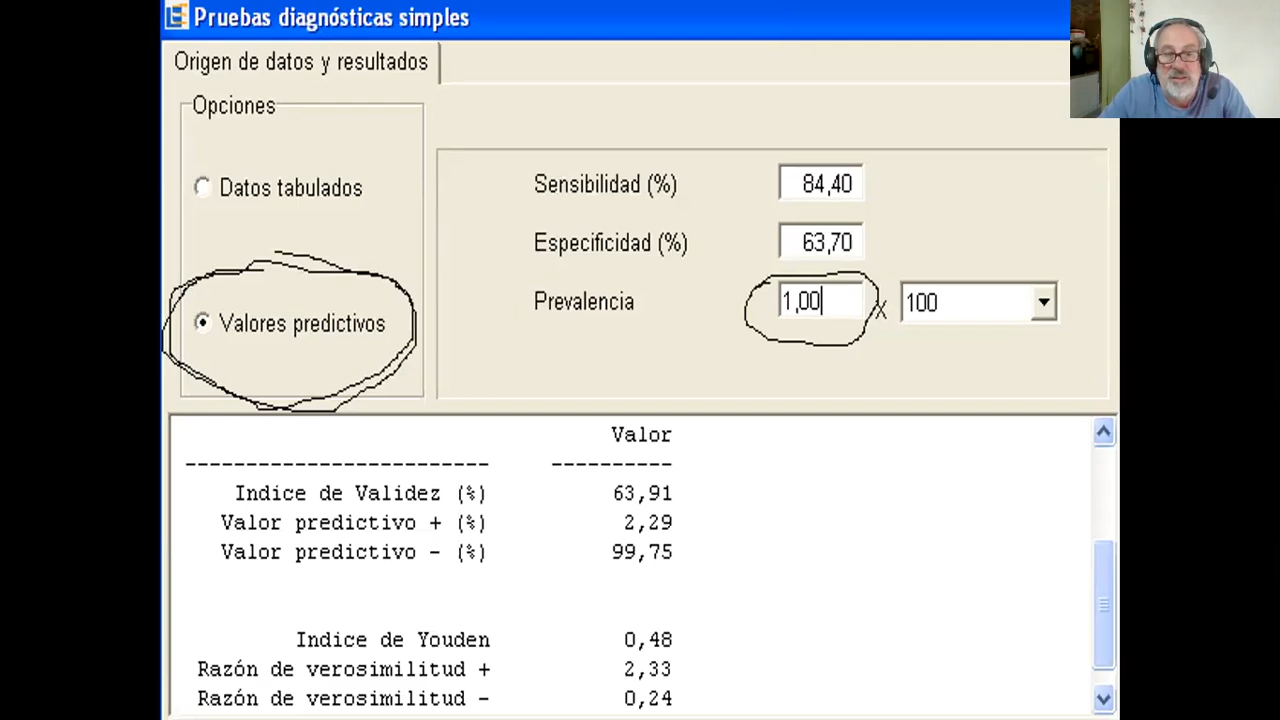 Pruebas diagnósticas simples
Origen de datos y resultados
Opciones
Datos tabulados
Valores predictivos
Sensibilidad (%) 84,40
Especificidad (%) 63,70
Prevalencia 1,00 X 100
Valor
------------------------- ----------
Indice de Validez (%) 63,91
Valor predictivo + (%) 2,29
Valor predictivo - (%) 99,75
Indice de Youden 0,48
Razón de verosimilitud + 2,33
Razón de verosimilitud - 0,24